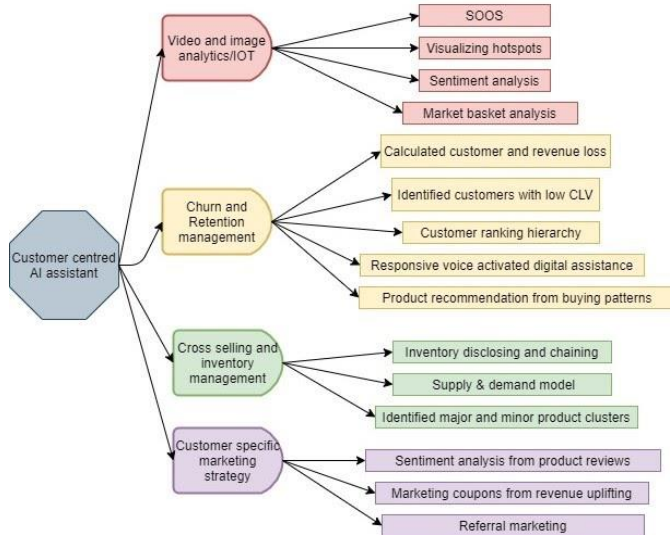 SOOS
Video and image
analytics/IOT
Visualizing hotspots
Sentiment analysis
Market basket analysis
Calculated customer and revenue loss
Churn and
Retention
management
Identified customers with low CLV
Customer ranking hierarchy
Customer centred
AI assistant
Responsive voice activated digital assistance
Product recommendation from buying patterns
Cross selling and
inventory
management
Inventory disclosing and chaining
Supply & demand model
Identified major and minor product clusters
Customer specific
marketing
strategy
Sentiment analysis from product reviews
Marketing coupons from revenue uplifting
Referral marketing